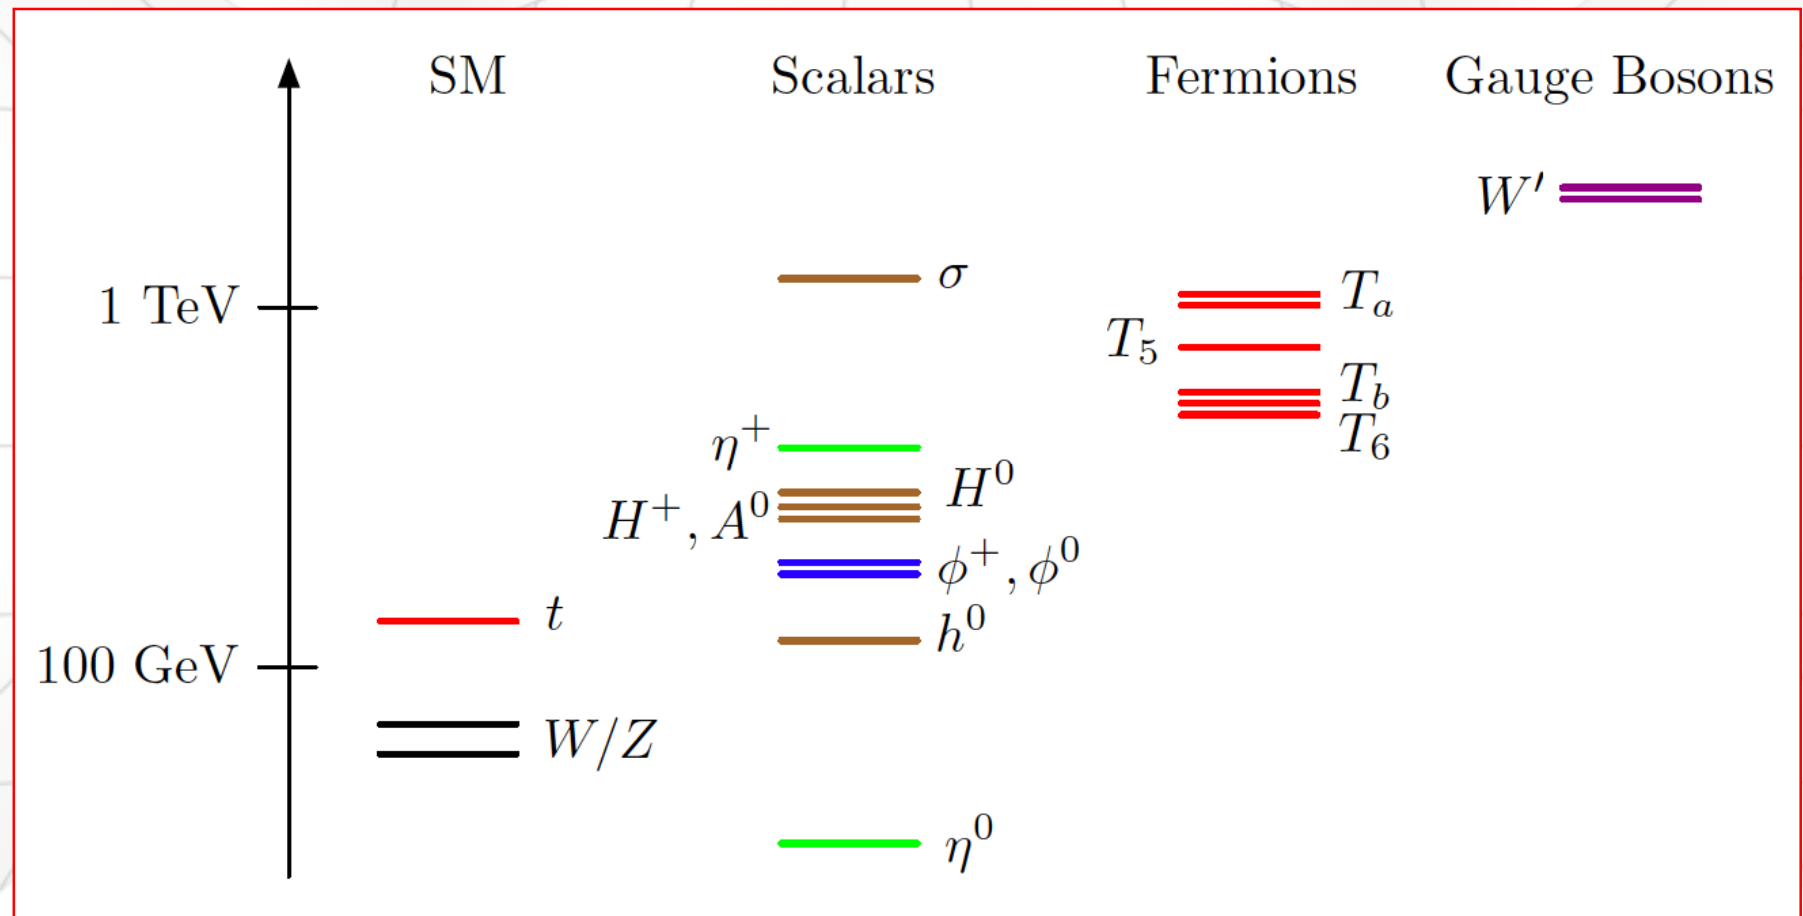 SM Scalars Fermions Gauge Bosons
W′
σ
1 TeV
T_a
T_5
T_b
T_6
η^+
H^0
H^+, A^0
ϕ^+, ϕ^0
t
h^0
100 GeV
W/Z
η^0